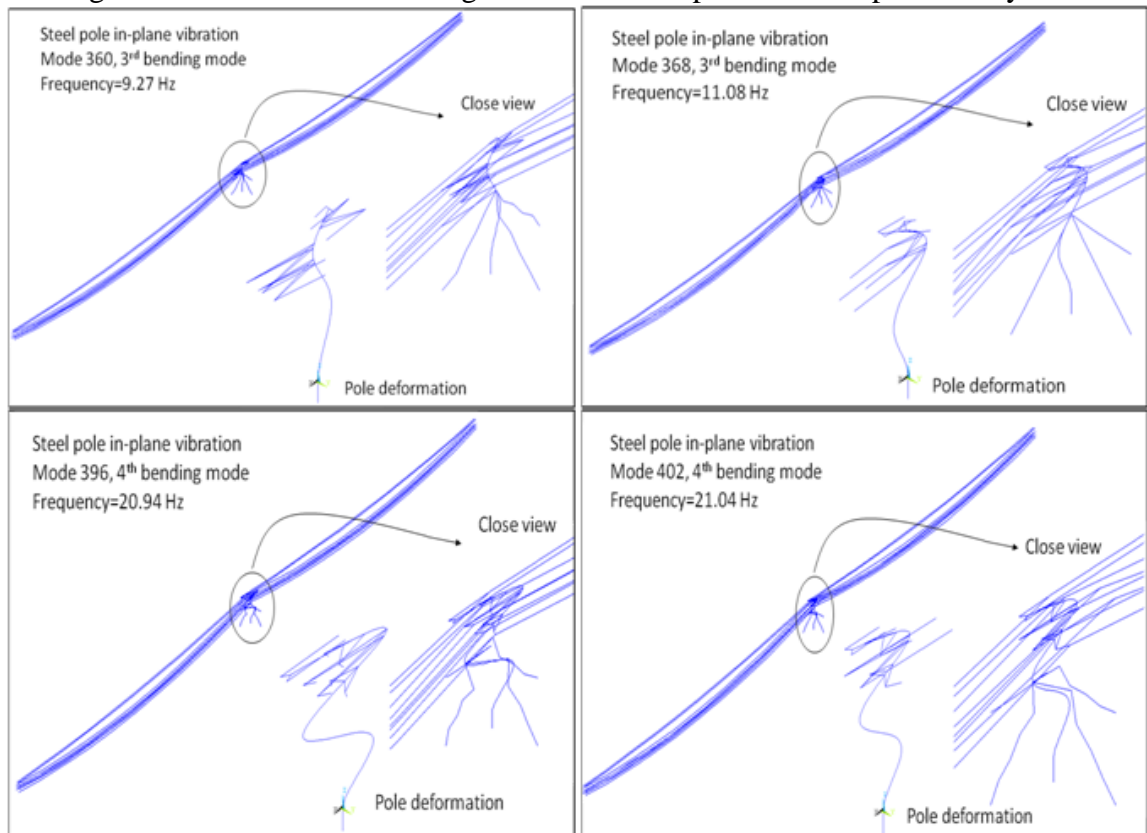 Steel pole in-plane vibration
Mode 360, 3rd bending mode
Frequency=9.27 Hz
Close view
Pole deformation
Steel pole in-plane vibration
Mode 368, 3rd bending mode
Frequency=11.08 Hz
Close view
Pole deformation
Steel pole in-plane vibration
Mode 396, 4th bending mode
Frequency=20.94 Hz
Close view
Pole deformation
Steel pole in-plane vibration
Mode 402, 4th bending mode
Frequency=21.04 Hz
Close view
Pole deformation